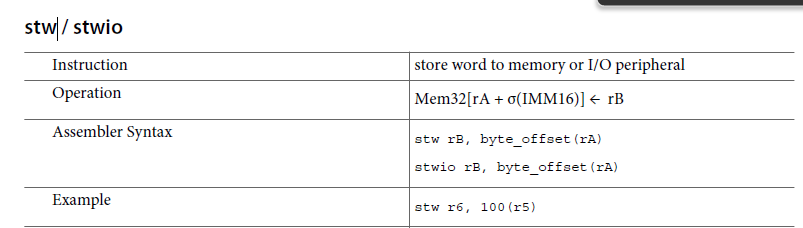 stw / stwio
Instruction store word to memory or I/O peripheral
Operation Mem32[rA + σ(IMM16)] ← rB
Assembler Syntax stw rB, byte_offset(rA)
stwio rB, byte_offset(rA)
Example stw r6, 100(r5)